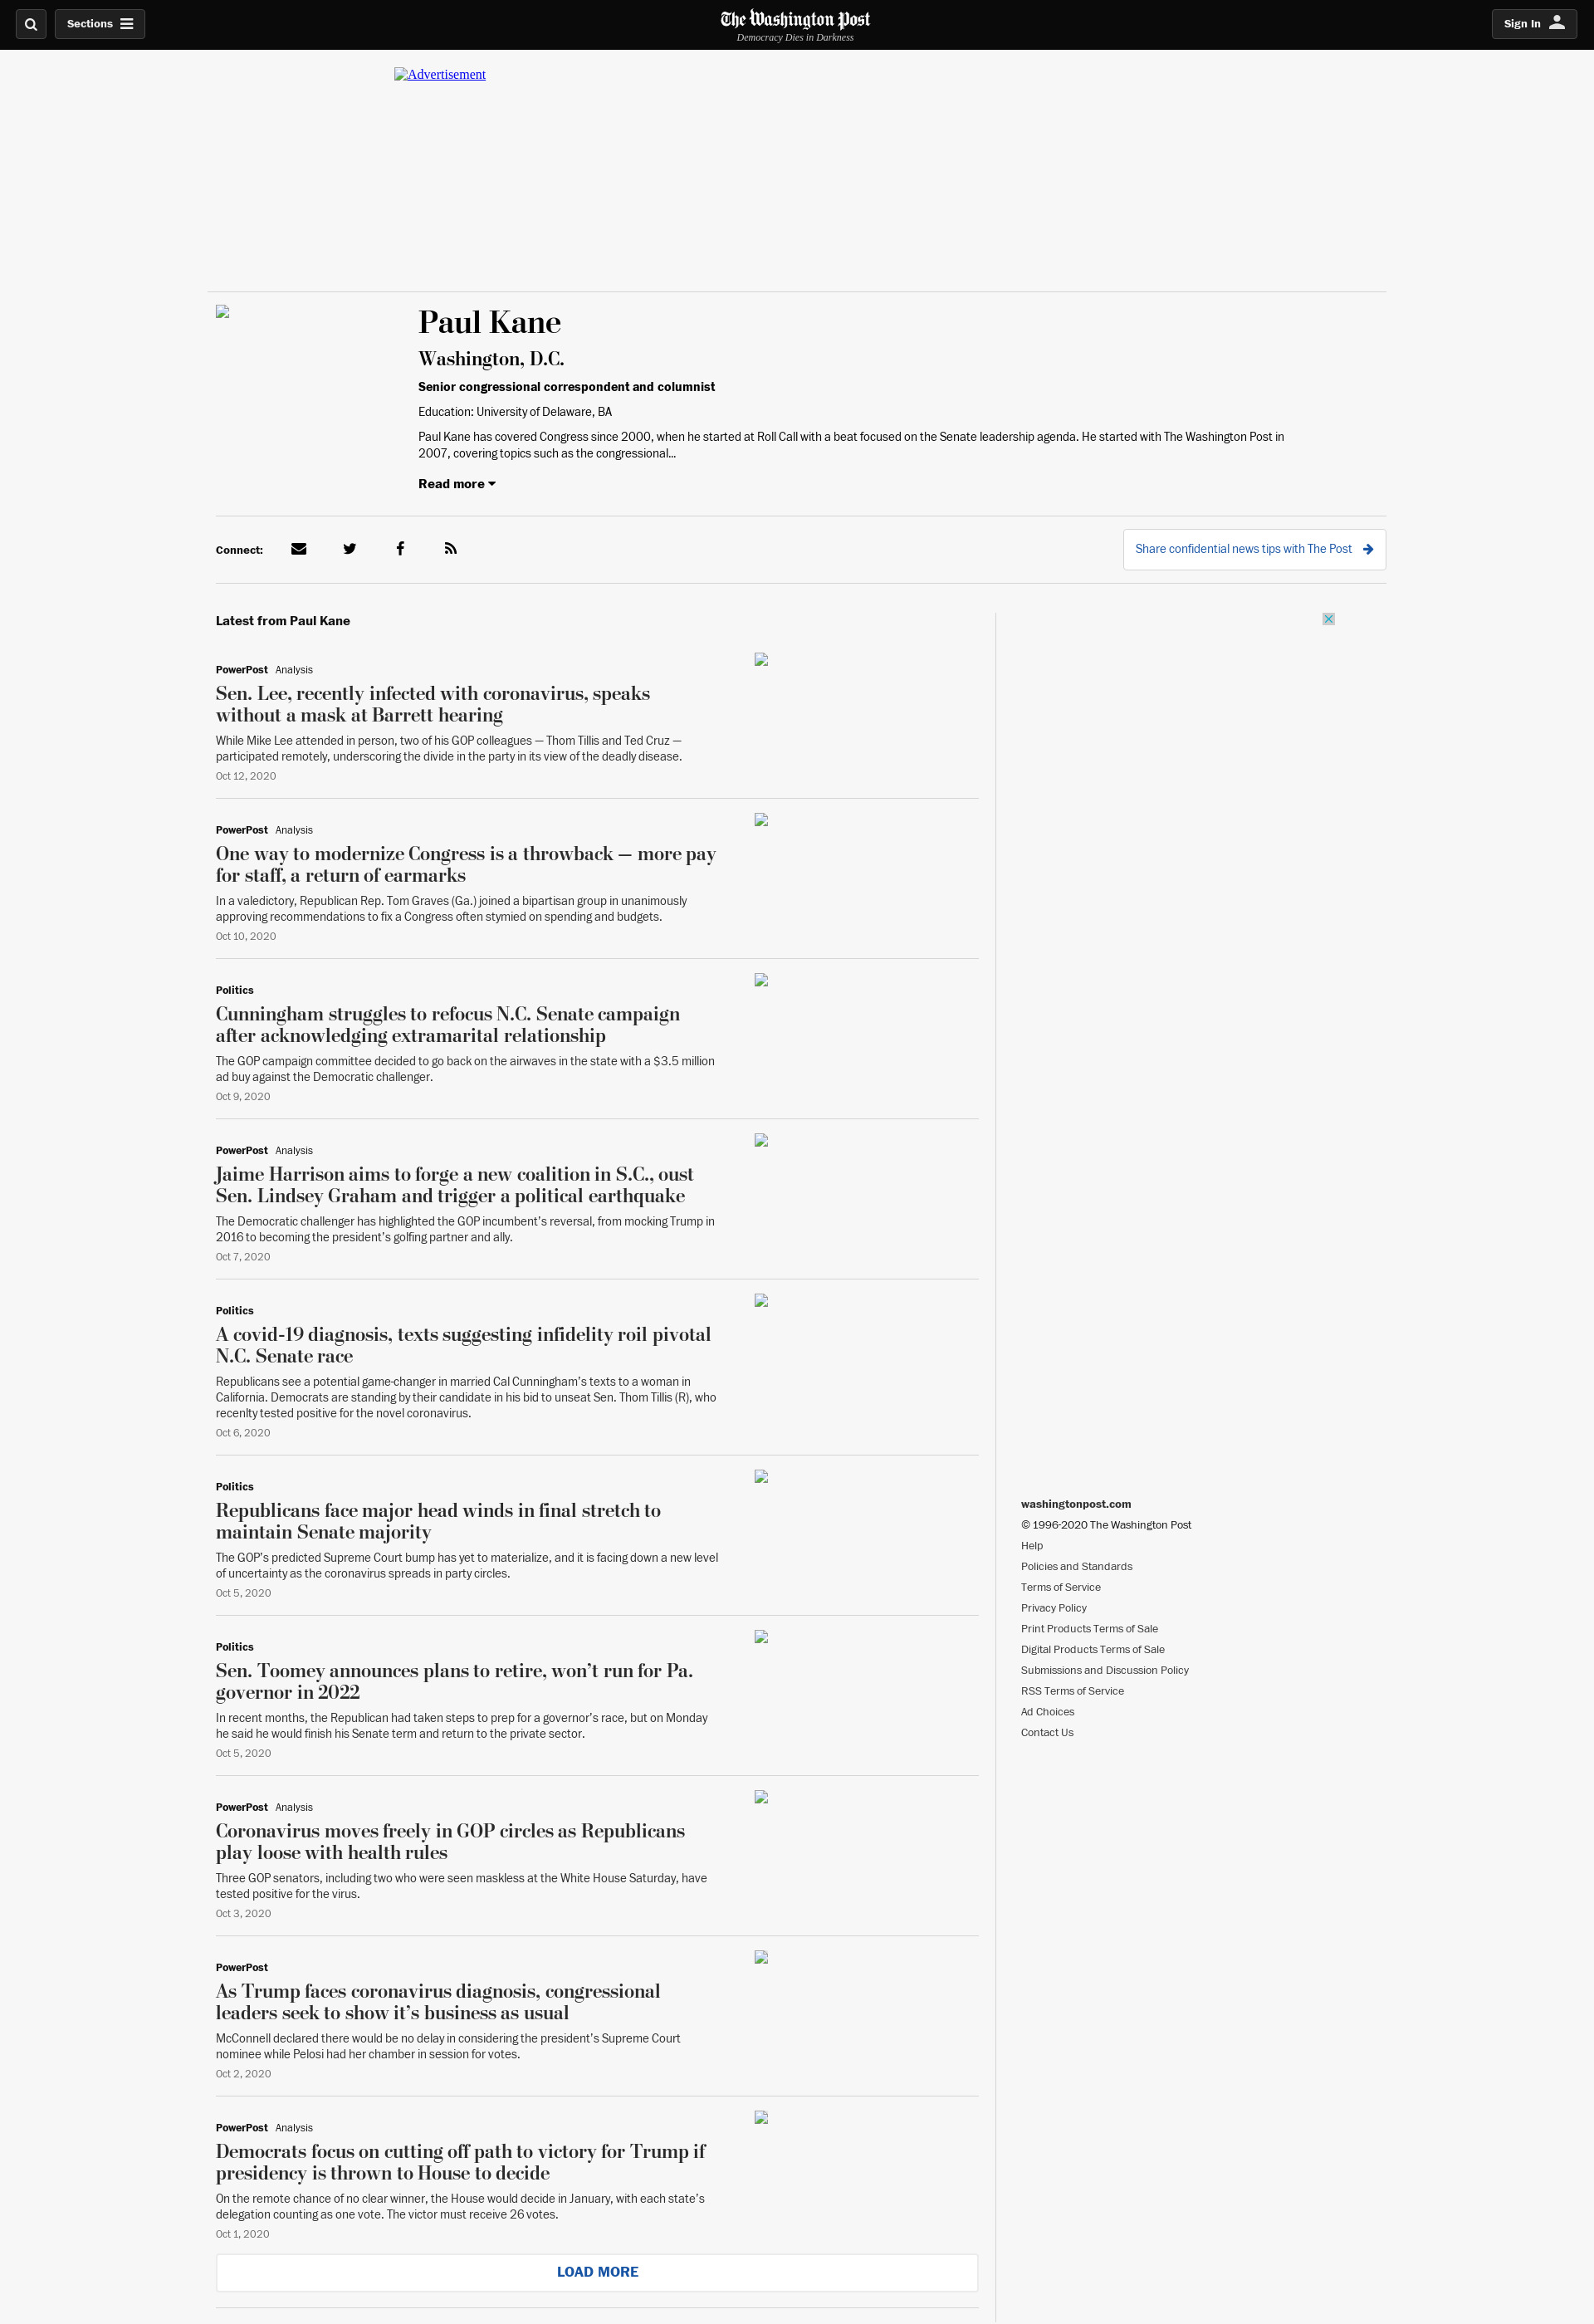 Sections
The Washington Post
Democracy Dies in Darkness
Sign In
Advertisement
Paul Kane
Washington, D.C.
Senior congressional correspondent and columnist
Education: University of Delaware, BA
Paul Kane has covered Congress since 2000, when he started at Roll Call with a beat focused on the Senate leadership agenda. He started with The Washington Post in
2007, covering topics such as the congressional...
Read more
Connect:
Share confidential news tips with The Post
Latest from Paul Kane
PowerPost Analysis
Sen. Lee, recently infected with coronavirus, speaks
without a mask at Barrett hearing
While Mike Lee attended in person, two of his GOP colleagues — Thom Tillis and Ted Cruz —
participated remotely, underscoring the divide in the party in its view of the deadly disease.
Oct 12, 2020
PowerPost Analysis
One way to modernize Congress is a throwback — more pay
for staff, a return of earmarks
In a valedictory, Republican Rep. Tom Graves (Ga.) joined a bipartisan group in unanimously
approving recommendations to fix a Congress often stymied on spending and budgets.
Oct 10, 2020
Politics
Cunningham struggles to refocus N.C. Senate campaign
after acknowledging extramarital relationship
The GOP campaign committee decided to go back on the airwaves in the state with a $3.5 million
ad buy against the Democratic challenger.
Oct 9, 2020
PowerPost Analysis
Jaime Harrison aims to forge a new coalition in S.C., oust
Sen. Lindsey Graham and trigger a political earthquake
The Democratic challenger has highlighted the GOP incumbent's reversal, from mocking Trump in
2016 to becoming the president's golfing partner and ally.
Oct 7, 2020
Politics
A covid-19 diagnosis, texts suggesting infidelity roil pivotal
N.C. Senate race
Republicans see a potential game-changer in married Cal Cunningham's texts to a woman in
California. Democrats are standing by their candidate in his bid to unseat Sen. Thom Tillis (R), who
recenlty tested positive for the novel coronavirus.
Oct 6, 2020
Politics
Republicans face major head winds in final stretch to
maintain Senate majority
The GOP's predicted Supreme Court bump has yet to materialize, and it is facing down a new level
of uncertainty as the coronavirus spreads in party circles.
Oct 5, 2020
Politics
Sen. Toomey announces plans to retire, won't run for Pa.
governor in 2022
In recent months, the Republican had taken steps to prep for a governor's race, but on Monday
he said he would finish his Senate term and return to the private sector.
Oct 5, 2020
PowerPost Analysis
Coronavirus moves freely in GOP circles as Republicans
play loose with health rules
Three GOP senators, including two who were seen maskless at the White House Saturday, have
tested positive for the virus.
Oct 3, 2020
PowerPost
As Trump faces coronavirus diagnosis, congressional
leaders seek to show it's business as usual
McConnell declared there would be no delay in considering the president's Supreme Court
nominee while Pelosi had her chamber in session for votes.
Oct 2, 2020
PowerPost Analysis
Democrats focus on cutting off path to victory for Trump if
presidency is thrown to House to decide
On the remote chance of no clear winner, the House would decide in January, with each state's
delegation counting as one vote. The victor must receive 26 votes.
Oct 1, 2020
LOAD MORE
washingtonpost.com
© 1996-2020 The Washington Post
Help
Policies and Standards
Terms of Service
Privacy Policy
Print Products Terms of Sale
Digital Products Terms of Sale
Submissions and Discussion Policy
RSS Terms of Service
Ad Choices
Contact Us